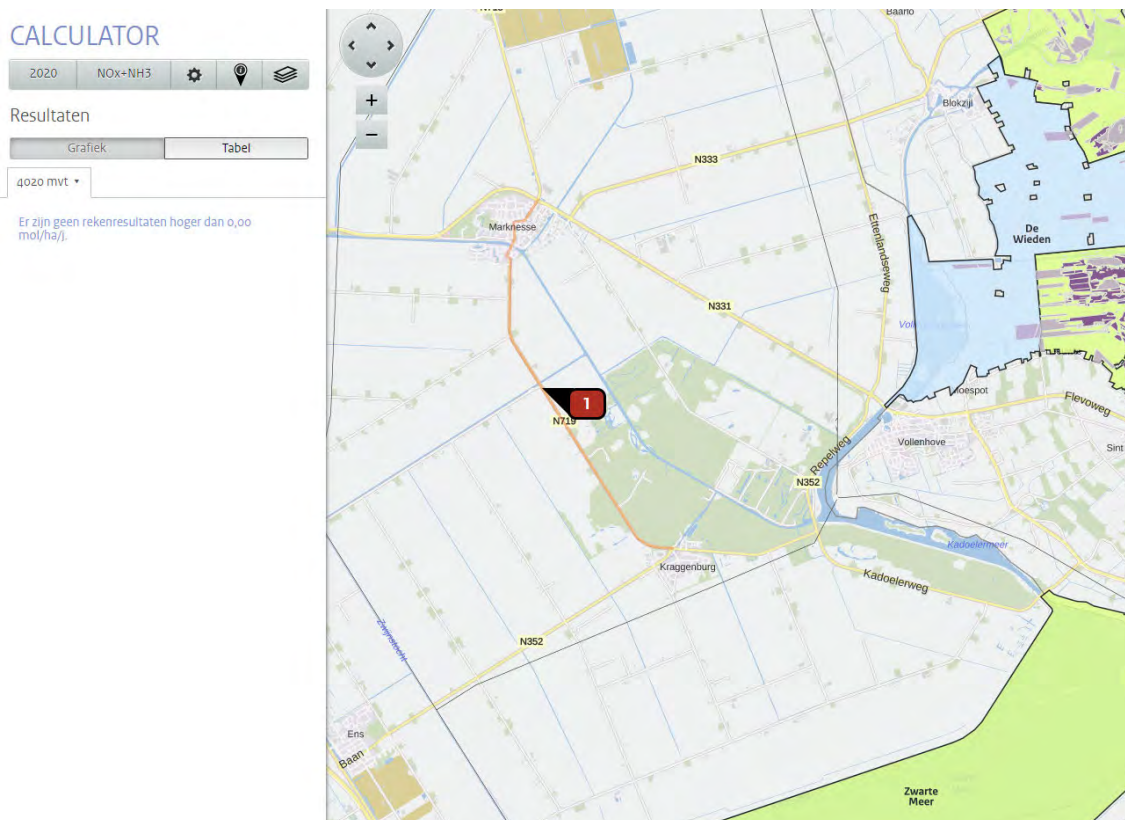 CALCULATOR
2020
NOx+NH3
Resultaten
Grafiek
Tabel
4020 mvt
Er zijn geen rekenresultaten hoger dan 0,00
mol/ha/j.
+
−
Baarlo
Blokzijl
N333
Marknesse
Ettenlandseweg
De
Wieden
N331
1
N719
Flevoweg
Vollenhove
Sint
Repelweg
N352
Kadoelermeer
Kraggenburg
Kadoelerweg
N352
Zwijnstocht
Ens
Baan
Zwarte
Meer